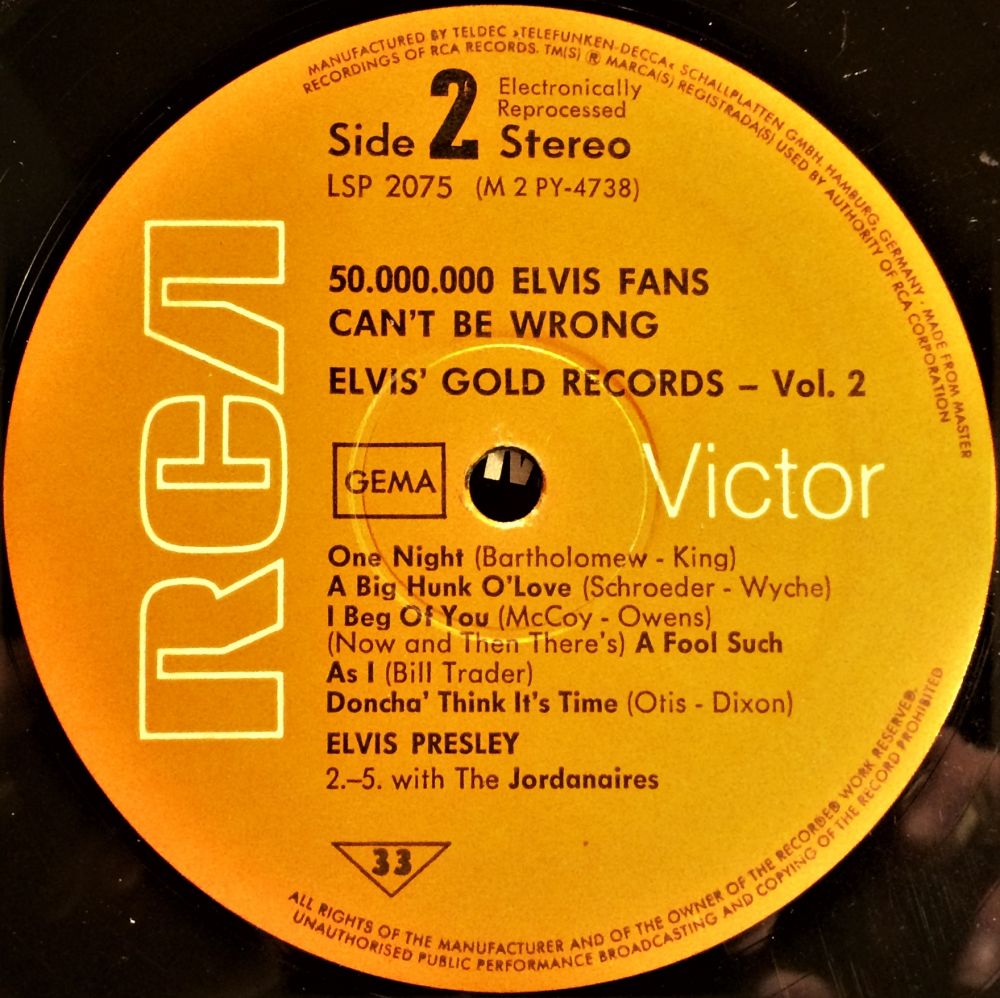 MANUFACTURED BY TELDEC »TELEFUNKEN-DECCA« SCHALLPLATTEN GMBH. HAMBURG, GERMANY · MADE FROM MASTER
RECORDINGS OF RCA RECORDS. TM(S) ® MARCA(S) REGISTRADA(S) USED BY AUTHORITY OF RCA CORPORATION
Electronically
Reprocessed
Side 2 Stereo
LSP 2075 (M 2 PY-4738)
50.000.000 ELVIS FANS
CAN'T BE WRONG
ELVIS' GOLD RECORDS – Vol. 2
RCA
GEMA
Victor
One Night (Bartholomew - King)
A Big Hunk O'Love (Schroeder - Wyche)
I Beg Of You (McCoy - Owens)
(Now and Then There's) A Fool Such
As I (Bill Trader)
Doncha' Think It's Time (Otis - Dixon)
ELVIS PRESLEY
2.–5. with The Jordanaires
33
ALL RIGHTS OF THE MANUFACTURER AND OF THE OWNER OF THE RECORDED WORK RESERVED.
UNAUTHORISED PUBLIC PERFORMANCE BROADCASTING AND COPYING OF THE RECORD PROHIBITED